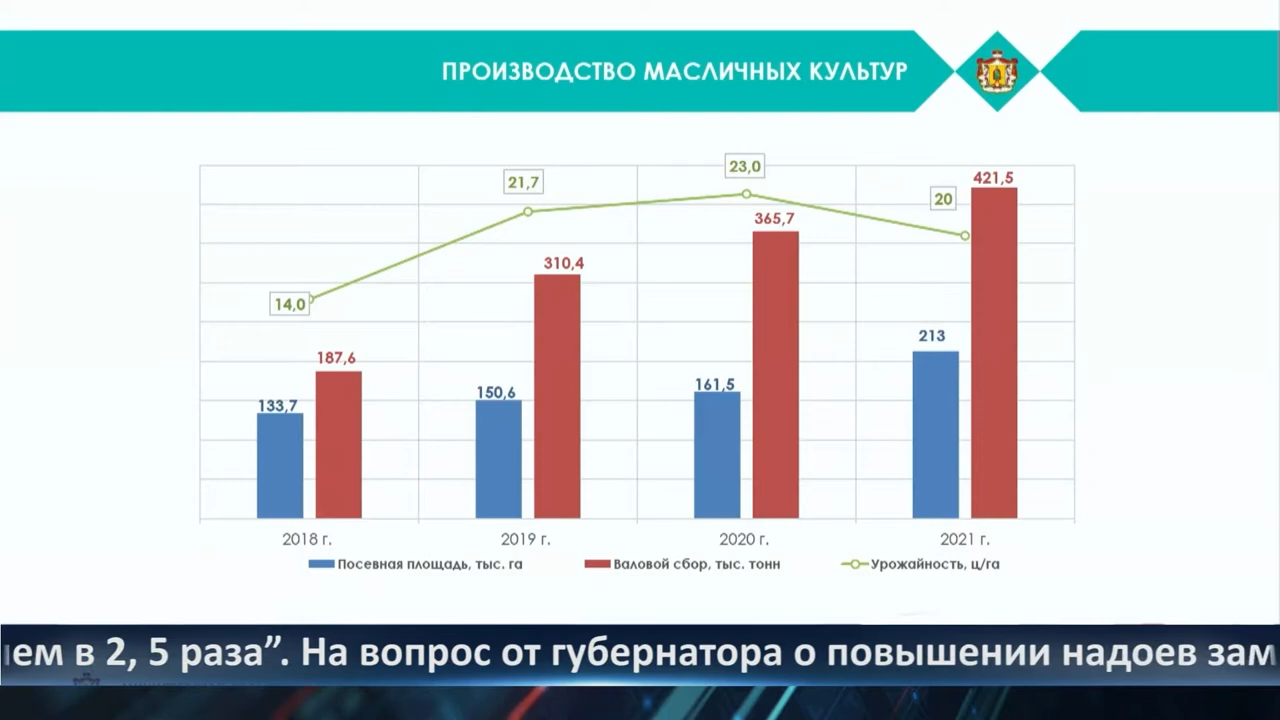 ПРОИЗВОДСТВО МАСЛИЧНЫХ КУЛЬТУР
23,0
21,7
421,5
20
365,7
310,4
14,0
213
187,6
161,5
150,6
133,7
2018 г.
2019 г.
2020 г.
2021 г.
Посевная площадь, тыс. га
Валовой сбор, тыс. тонн
Урожайность, ц/га
в 2, 5 раза”. На вопрос от губернатора о повышении надоев зам